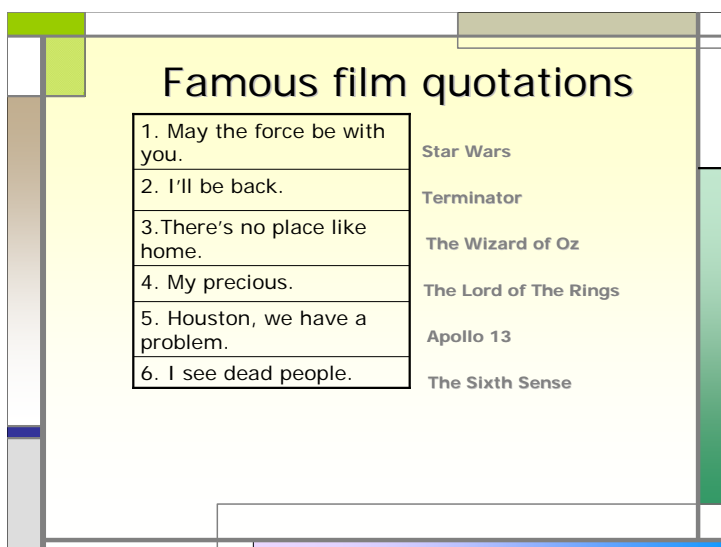 Famous film quotations
1. May the force be with
you.
Star Wars
2. I'll be back.
Terminator
3.There's no place like
home.
The Wizard of Oz
4. My precious.
The Lord of The Rings
5. Houston, we have a
problem.
Apollo 13
6. I see dead people.
The Sixth Sense